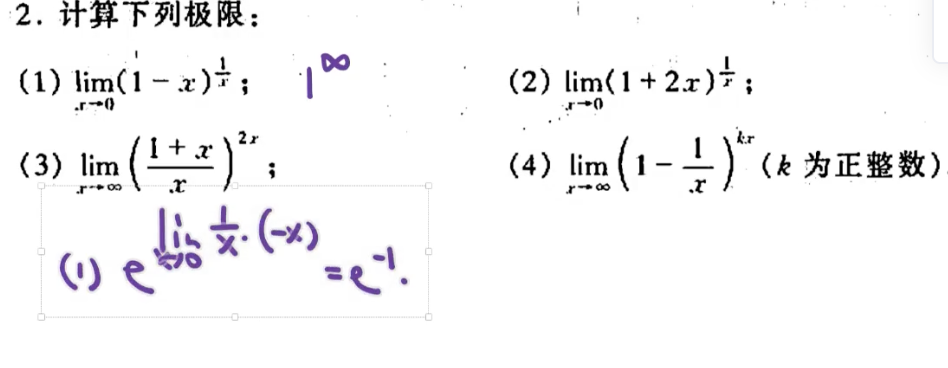 2. 计算下列极限:
(1) lim_{x→0}(1 - x)^{1/x}; 1^∞ (2) lim_{x→0}(1 + 2x)^{1/x};
(3) lim_{x→∞}((1 + x)/x)^{2x}; (4) lim_{x→∞}(1 - 1/x)^{kx} (k 为正整数)
(1) e^{lim_{x→0} 1/x · (-x)} = e^{-1}.